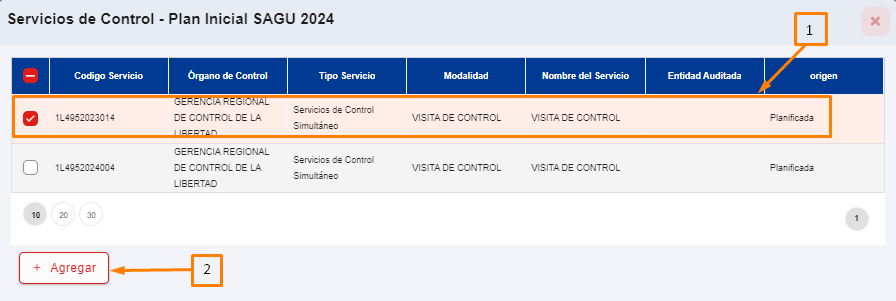 Servicios de Control - Plan Inicial SAGU 2024
1
Codigo Servicio Órgano de Control Tipo Servicio Modalidad Nombre del Servicio Entidad Auditada origen
1L4952023014 GERENCIA REGIONAL DE CONTROL DE LA LIBERTAD Servicios de Control Simultáneo VISITA DE CONTROL VISITA DE CONTROL Planificada
1L4952024004 GERENCIA REGIONAL DE CONTROL DE LA LIBERTAD Servicios de Control Simultáneo VISITA DE CONTROL VISITA DE CONTROL Planificada
10 20 30 1
+ Agregar
2